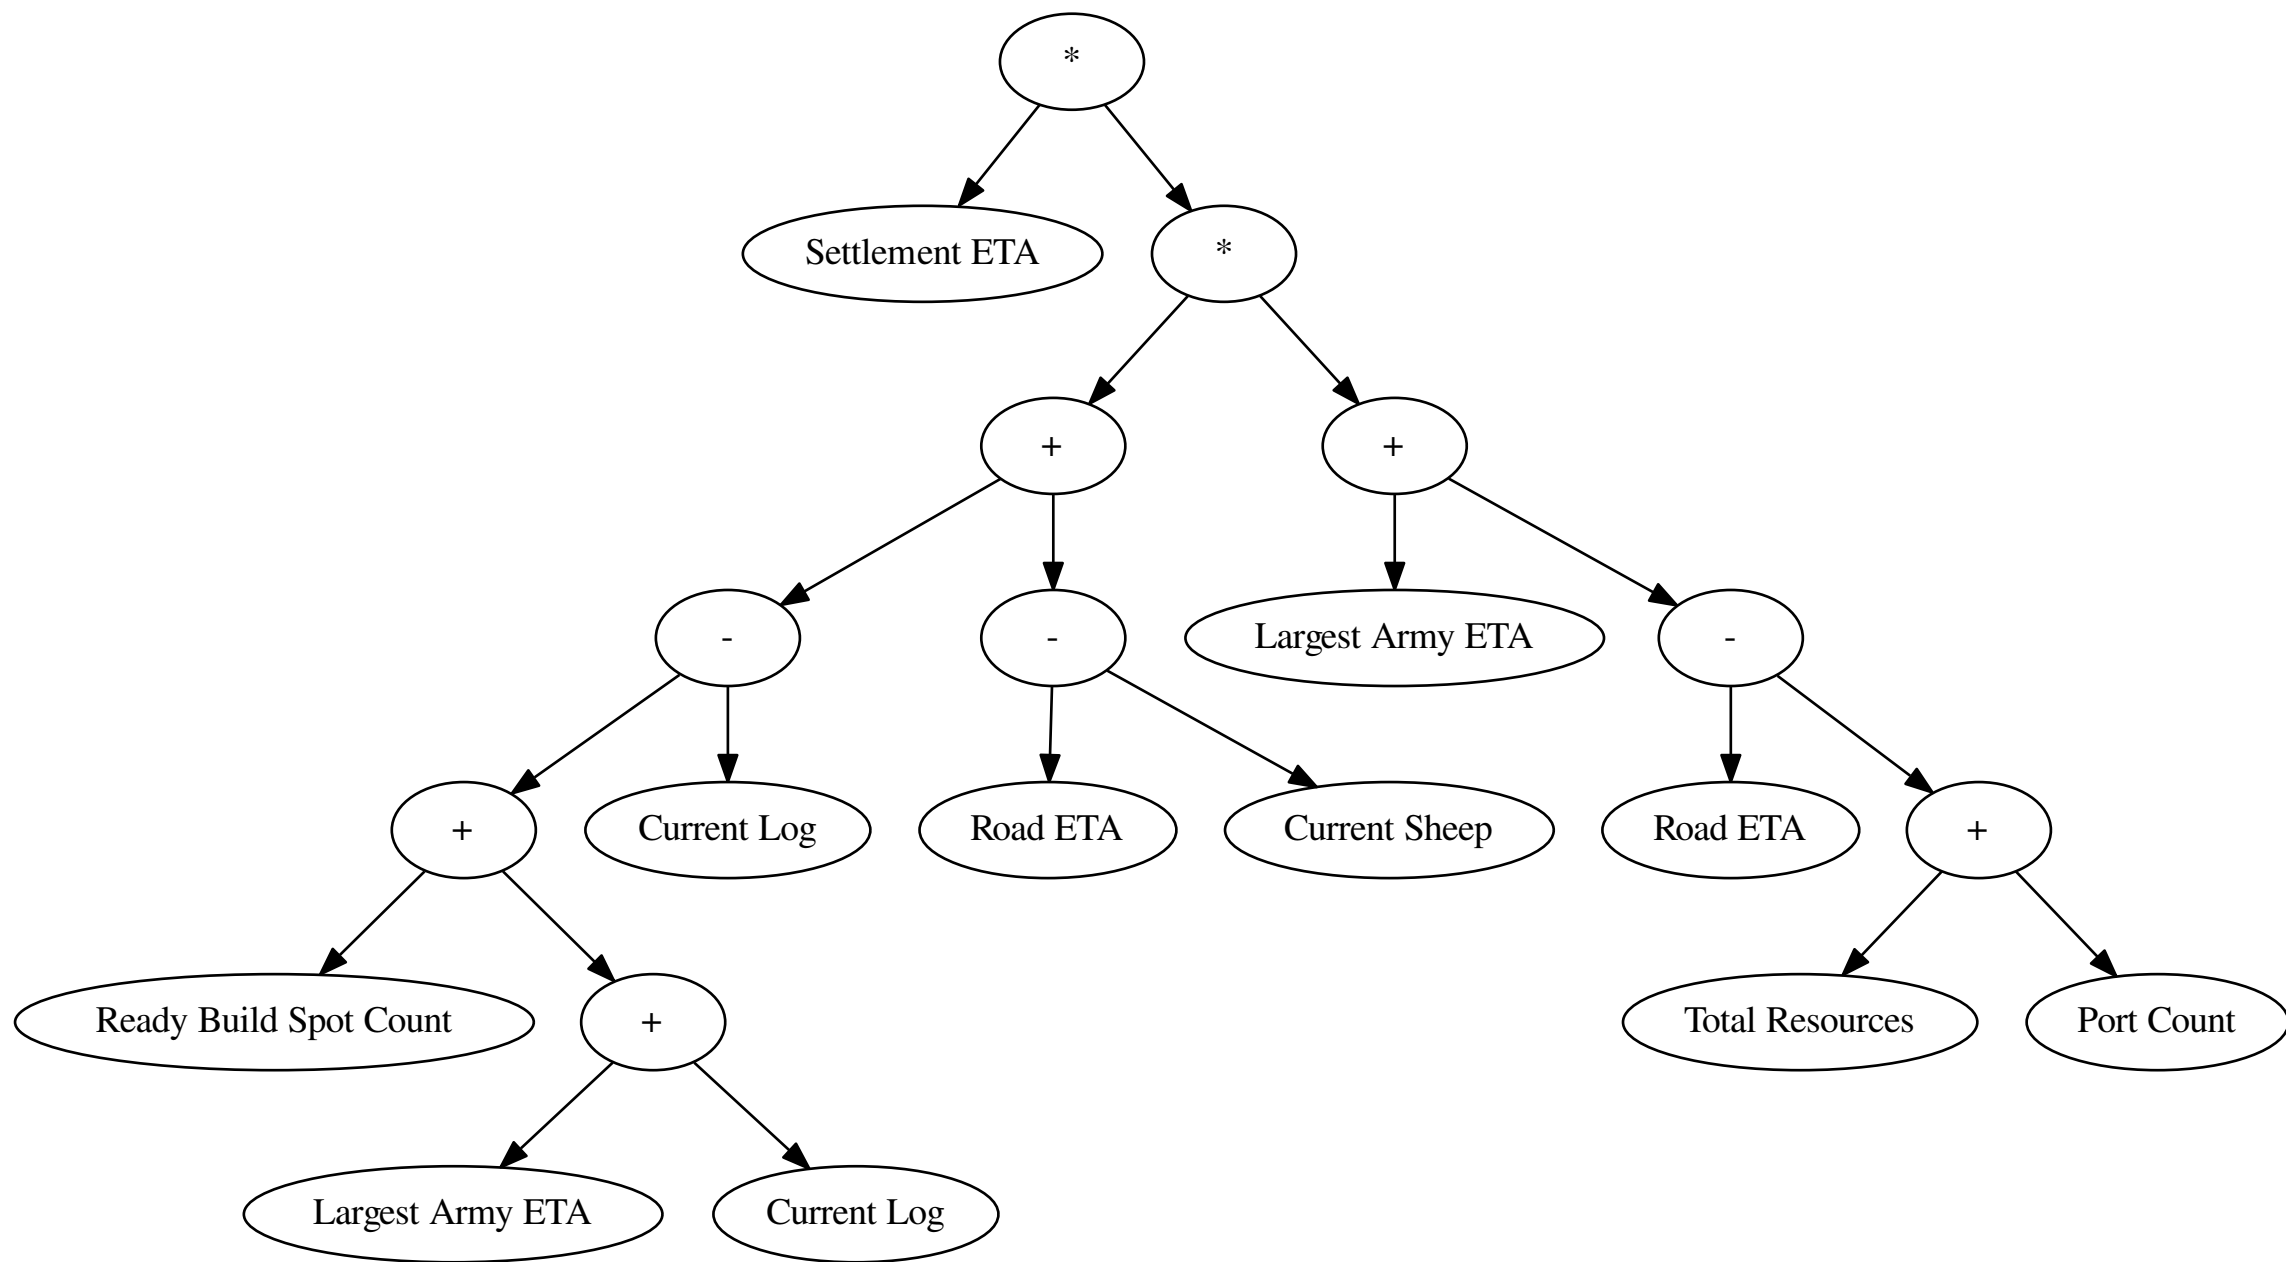 *
Settlement ETA
*
+
+
-
-
Largest Army ETA
-
+
Current Log
Road ETA
Current Sheep
Road ETA
+
Ready Build Spot Count
+
Total Resources
Port Count
Largest Army ETA
Current Log